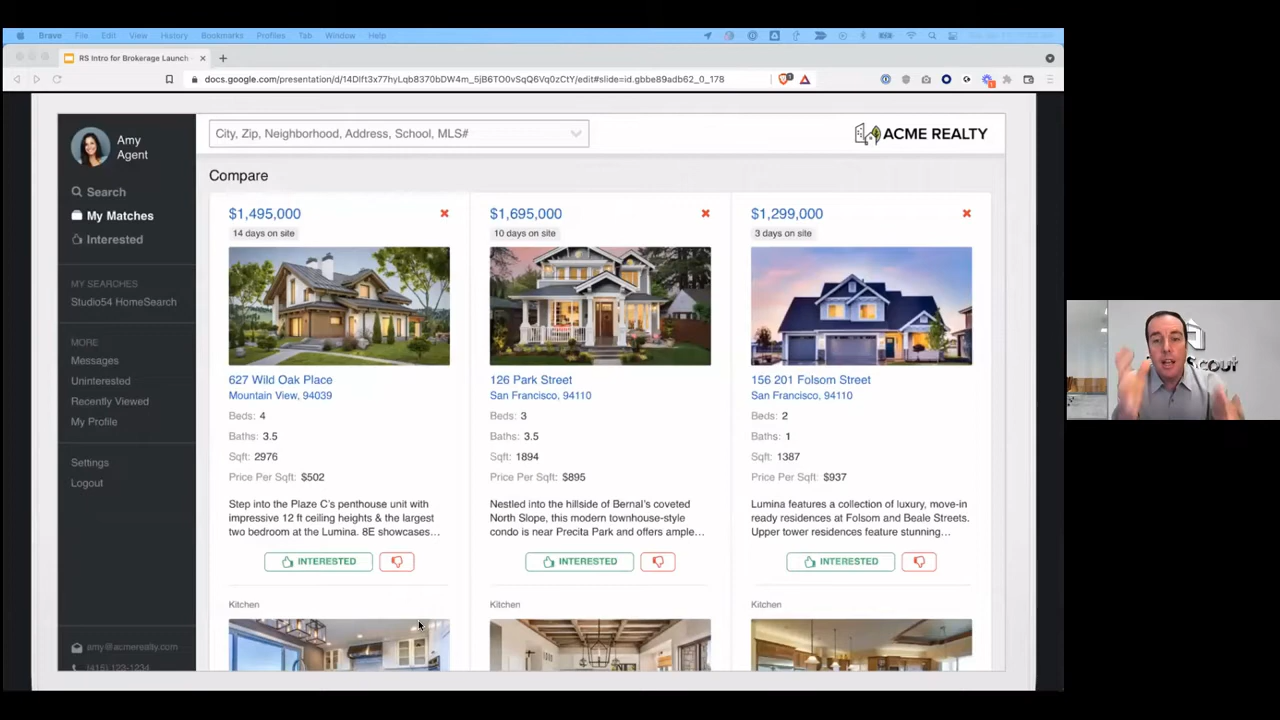 Brave File Edit View History Bookmarks Profiles Tab Window Help
RS Intro for Brokerage Launch
docs.google.com/presentation/d/14DIft3x77hyLqb8370bDW4m_5jB6TO0vSqQ6Vq0zCtY/edit#slide=id.gbbe89adb62_0_178
Amy
Agent
Search
My Matches
Interested
MY SEARCHES
Studio54 HomeSearch
MORE
Messages
Uninterested
Recently Viewed
My Profile
Settings
Logout
amy@acmerealty.com
(415) 123-1234
City, Zip, Neighborhood, Address, School, MLS#
ACME REALTY
Compare
$1,495,000
14 days on site
627 Wild Oak Place
Mountain View, 94039
Beds: 4
Baths: 3.5
Sqft: 2976
Price Per Sqft: $502
Step into the Plaze C's penthouse unit with
impressive 12 ft ceiling heights & the largest
two bedroom at the Lumina. 8E showcases…
INTERESTED
Kitchen
$1,695,000
10 days on site
126 Park Street
San Francisco, 94110
Beds: 3
Baths: 3.5
Sqft: 1894
Price Per Sqft: $895
Nestled into the hillside of Bernal's coveted
North Slope, this modern townhouse-style
condo is near Precita Park and offers ample…
INTERESTED
Kitchen
$1,299,000
3 days on site
156 201 Folsom Street
San Francisco, 94110
Beds: 2
Baths: 1
Sqft: 1387
Price Per Sqft: $937
Lumina features a collection of luxury, move-in
ready residences at Folsom and Beale Streets.
Upper tower residences feature stunning…
INTERESTED
Kitchen